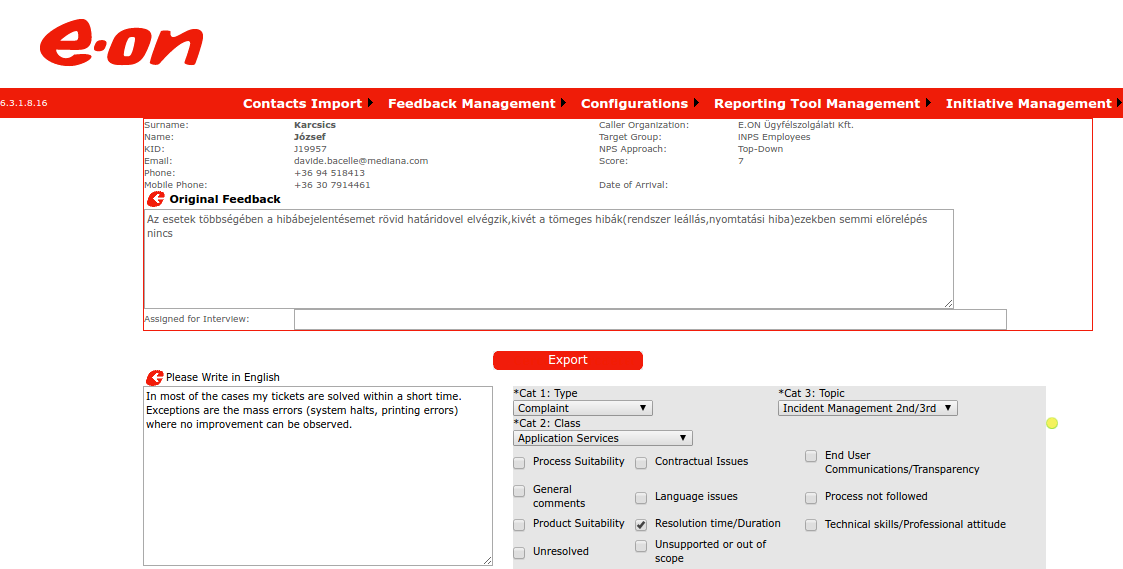 e·on
6.3.1.8.16
Contacts Import Feedback Management Configurations Reporting Tool Management Initiative Management
Surname: Karcsics Caller Organization: E.ON Ügyfélszolgálati Kft.
Name: József Target Group: INPS Employees
KID: J19957 NPS Approach: Top-Down
Email: davide.bacelle@mediana.com Score: 7
Phone: +36 94 518413
Mobile Phone: +36 30 7914461 Date of Arrival:
Original Feedback
Az esetek többségében a hibábejelentésemet rövid határidovel elvégzik,kivét a tömeges hibák(rendszer leállás,nyomtatási hiba)ezekben semmi elörelépés
nincs
Assigned for Interview:
Export
Please Write in English
In most of the cases my tickets are solved within a short time.
Exceptions are the mass errors (system halts, printing errors)
where no improvement can be observed.
*Cat 1: Type *Cat 3: Topic
Complaint Incident Management 2nd/3rd
*Cat 2: Class
Application Services
Process Suitability Contractual Issues End User
Communications/Transparency
General
comments Language issues Process not followed
Product Suitability Resolution time/Duration Technical skills/Professional attitude
Unresolved Unsupported or out of
scope